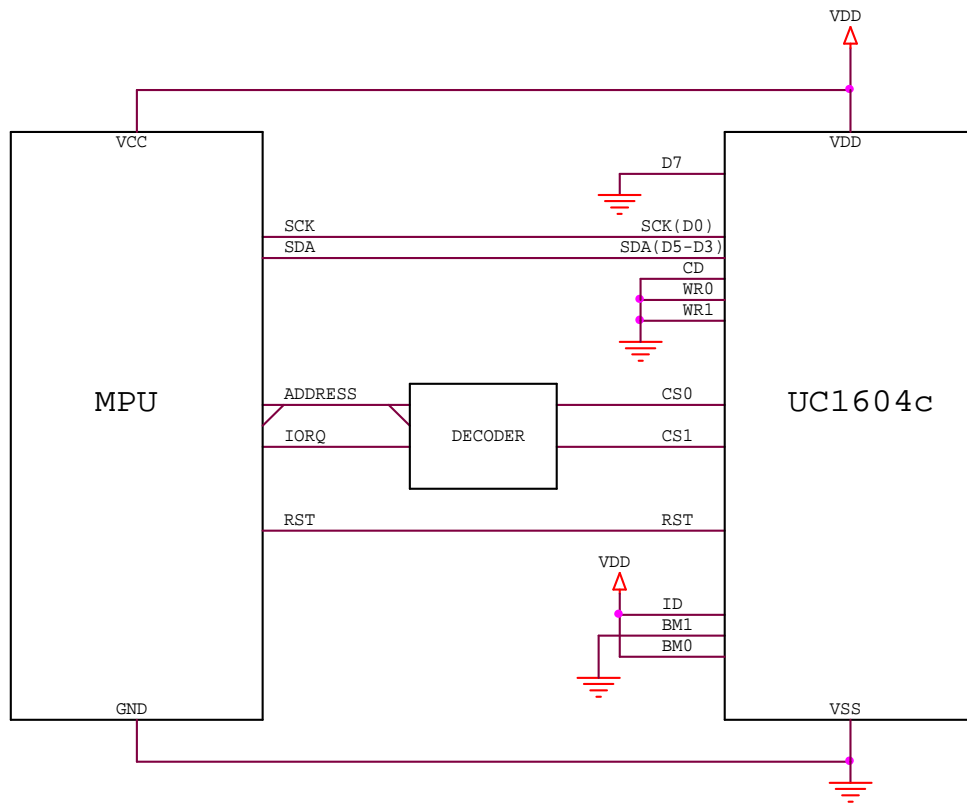 VDD
VCC
VDD
D7
SCK
SCK(D0)
SDA
SDA(D5-D3)
CD
WR0
WR1
MPU
ADDRESS
CS0
UC1604c
IORQ
DECODER
CS1
RST
RST
VDD
ID
BM1
BM0
GND
VSS